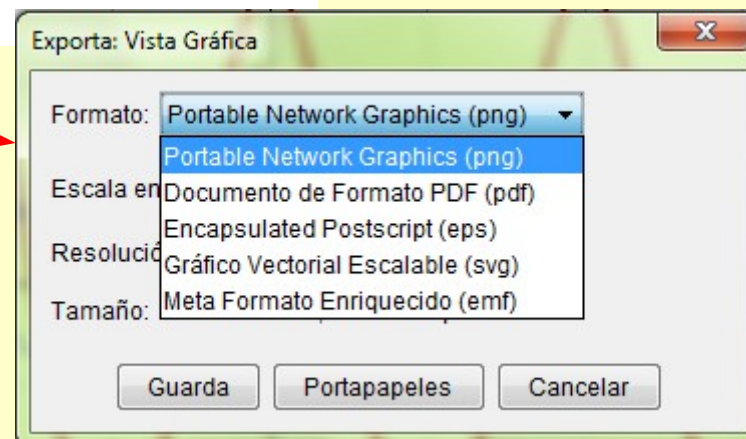 Exporta: Vista Gráfica
Formato: Portable Network Graphics (png)
Portable Network Graphics (png)
Escala en
Documento de Formato PDF (pdf)
Encapsulated Postscript (eps)
Resolució
Gráfico Vectorial Escalable (svg)
Tamaño:
Meta Formato Enriquecido (emf)
Guarda Portapapeles Cancelar